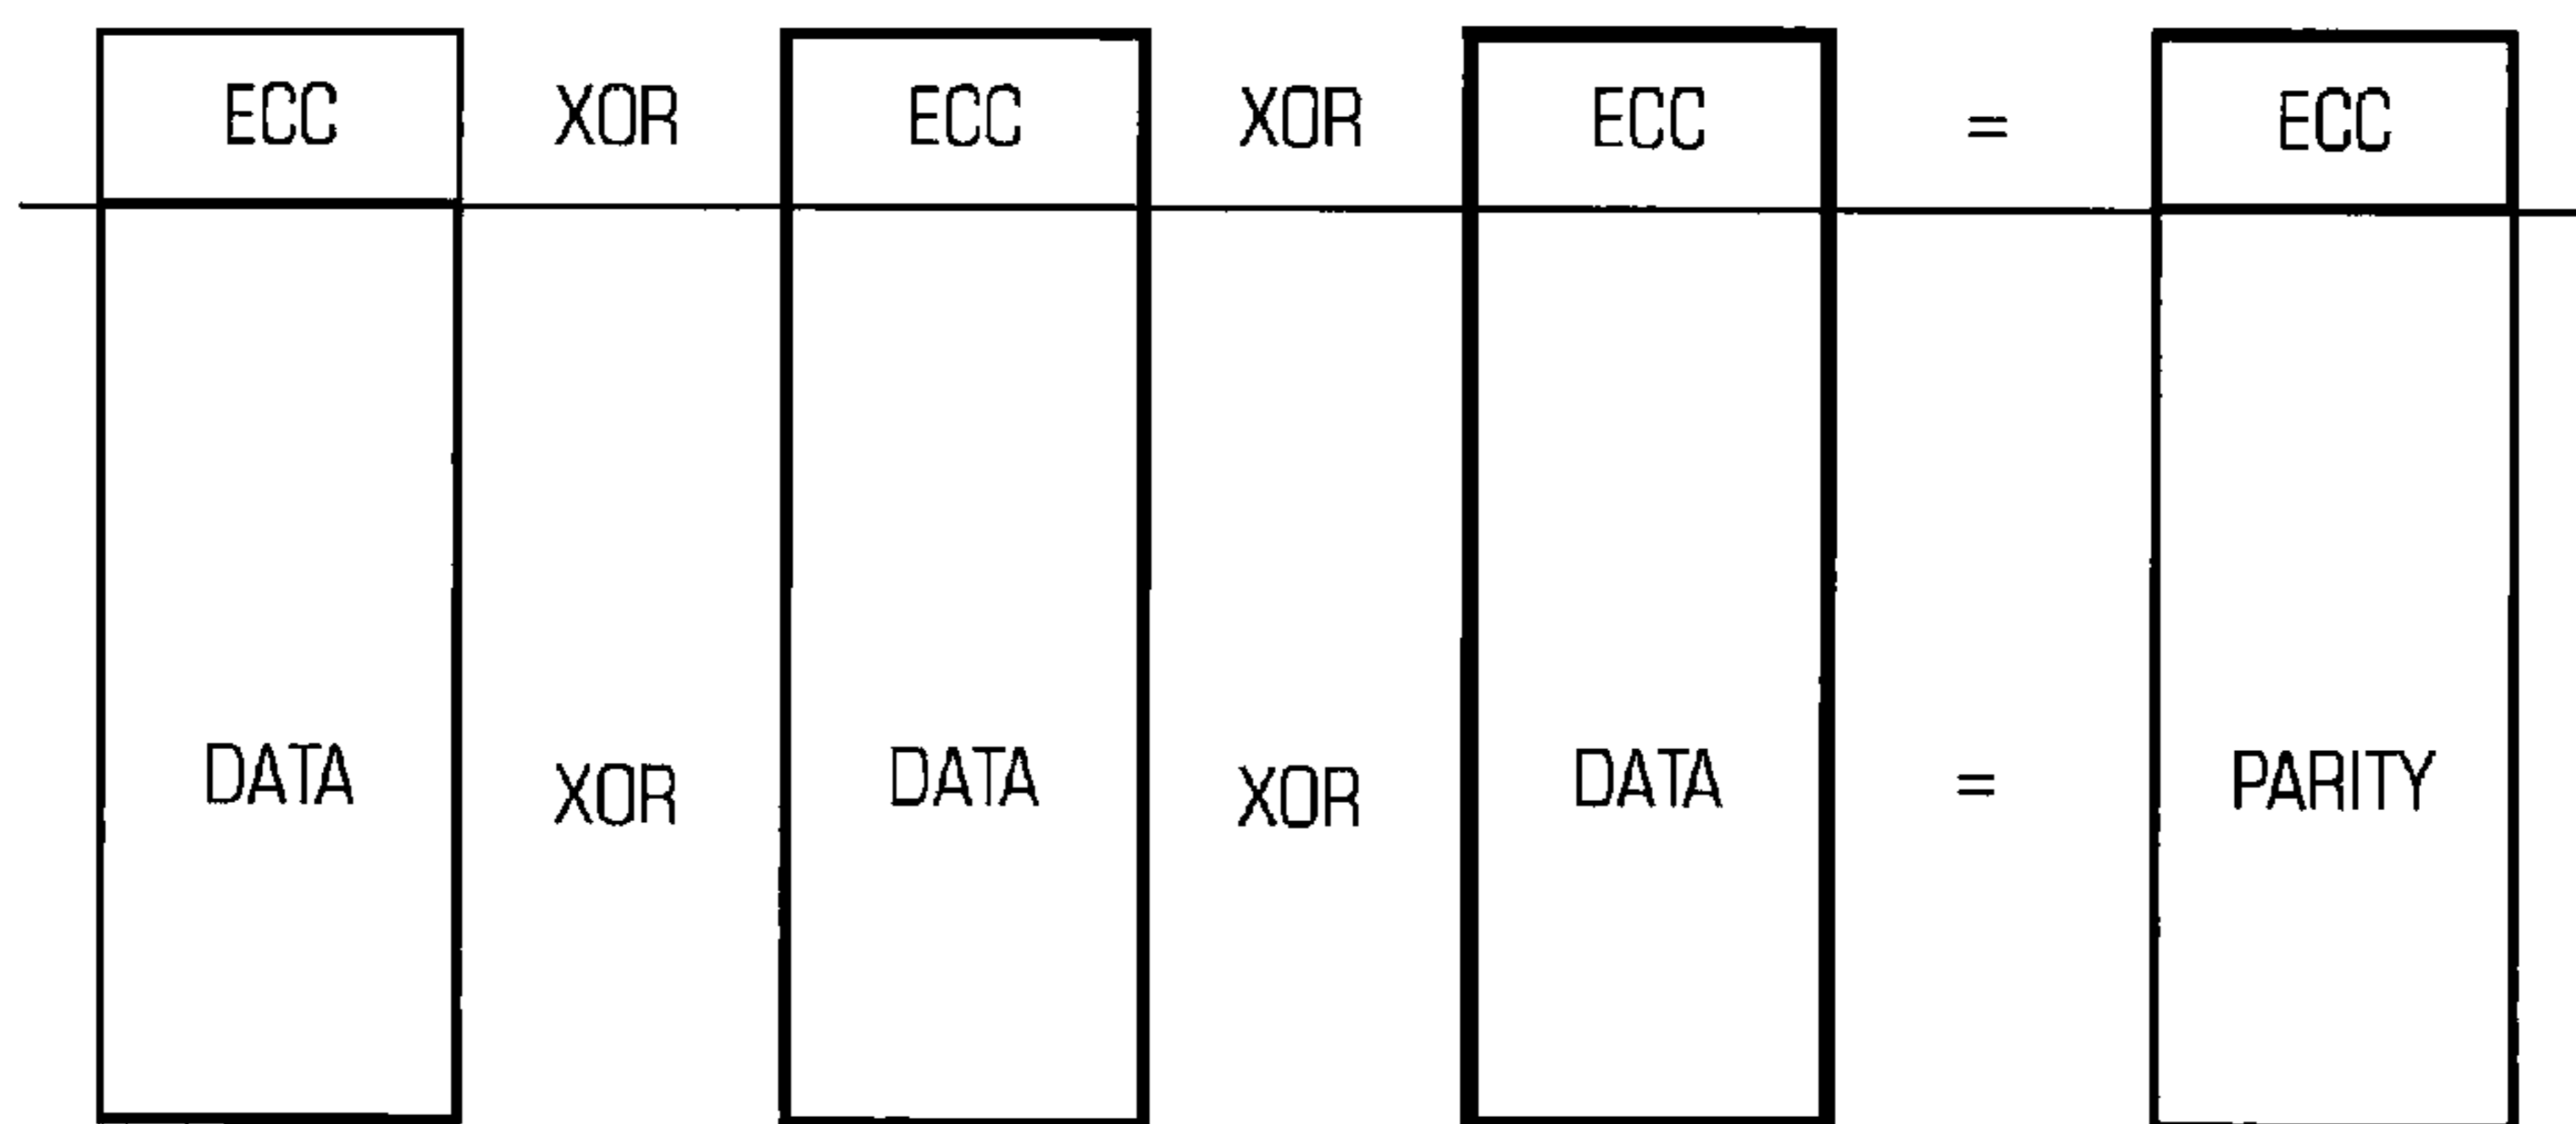 ECC XOR ECC XOR ECC = ECC
DATA XOR DATA XOR DATA = PARITY